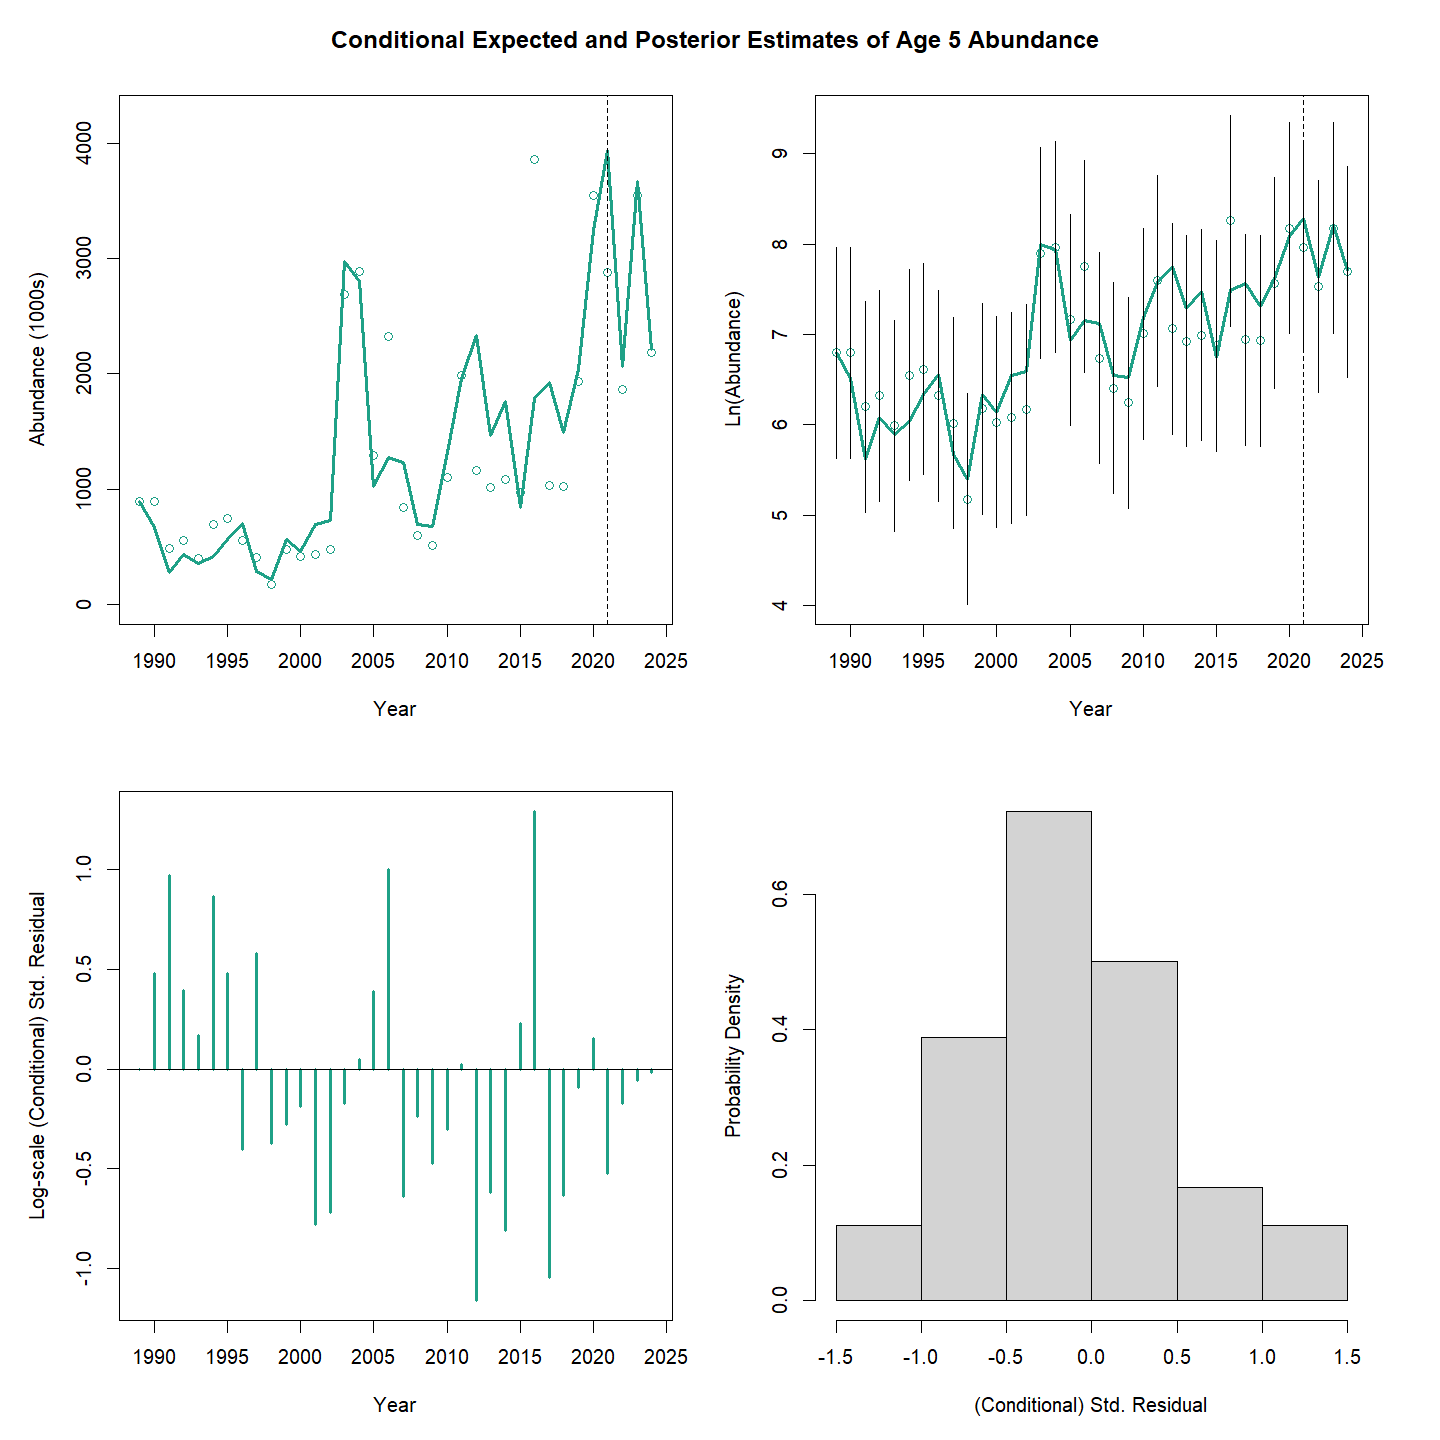 Conditional Expected and Posterior Estimates of Age 5 Abundance
Abundance (1000s)
4000
3000
2000
1000
0
1990 1995 2000 2005 2010 2015 2020 2025
Year
Ln(Abundance)
9
8
7
6
5
4
1990 1995 2000 2005 2010 2015 2020 2025
Year
Log-scale (Conditional) Std. Residual
1.0
0.5
0.0
-0.5
-1.0
1990 1995 2000 2005 2010 2015 2020 2025
Year
Probability Density
0.6
0.4
0.2
0.0
-1.5 -1.0 -0.5 0.0 0.5 1.0 1.5
(Conditional) Std. Residual